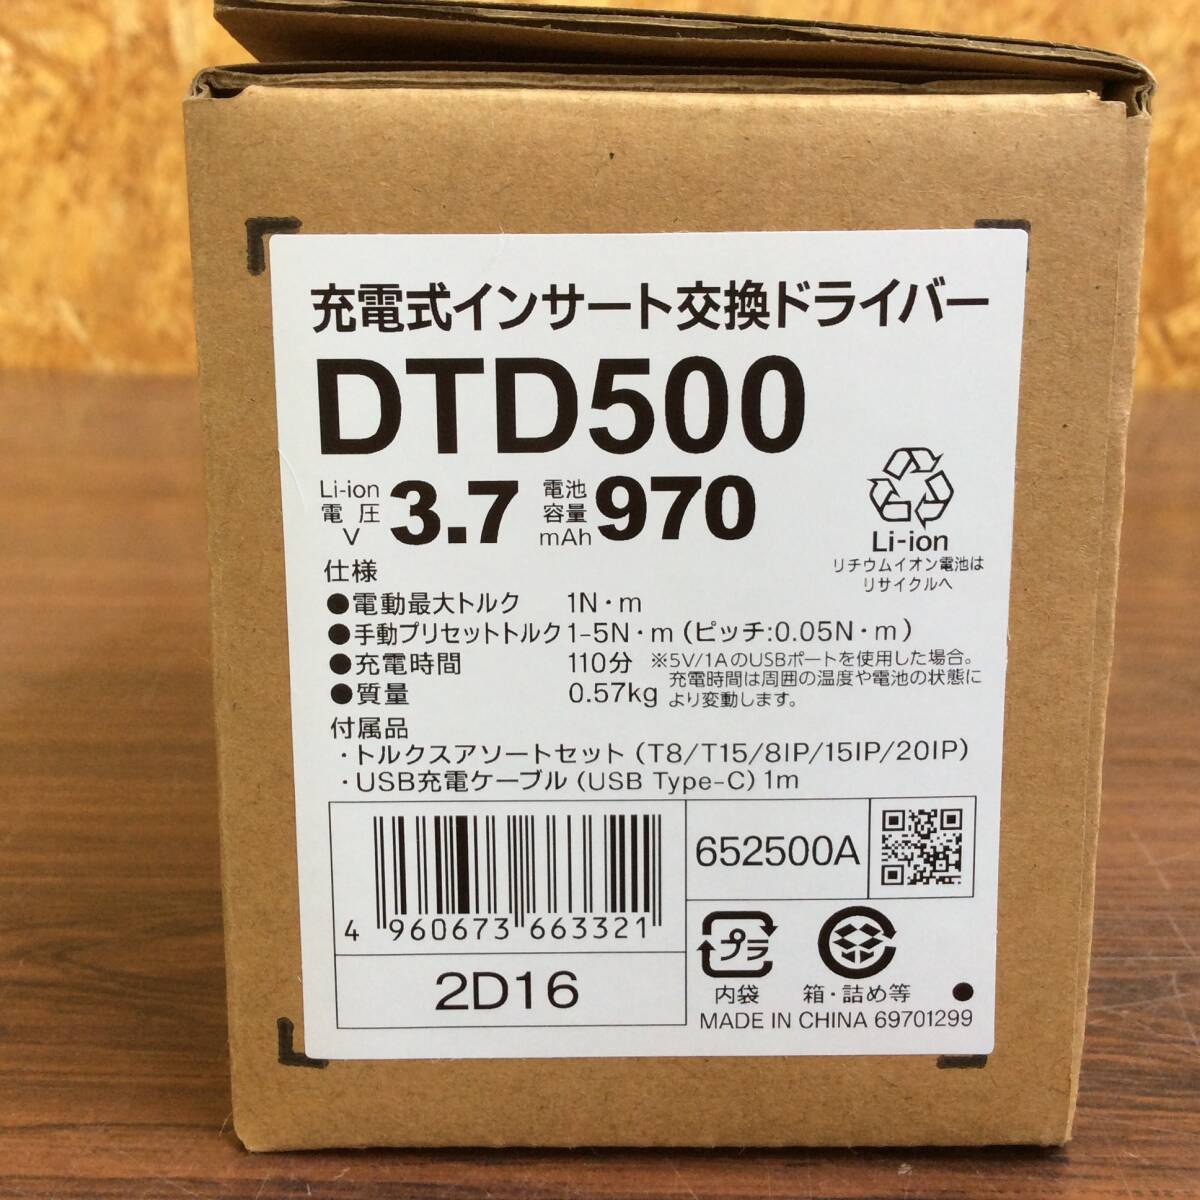 充電式インサート交換ドライバー
DTD500
Li-ion 電圧 V 3.7 電池容量 mAh 970
Li-ion
リチウムイオン電池は
リサイクルへ
仕様
●電動最大トルク 1N・m
●手動プリセットトルク 1-5N・m (ピッチ:0.05N・m)
●充電時間 110分 ※5V/1AのUSBポートを使用した場合。
充電時間は周囲の温度や電池の状態に
より変動します。
●質量 0.57kg
付属品
・トルクスアソートセット (T8/T15/8IP/15IP/20IP)
・USB充電ケーブル (USB Type-C) 1m
4 960673 663321
652500A
2D16
プラ
内袋 箱・詰め等 ●
MADE IN CHINA 69701299